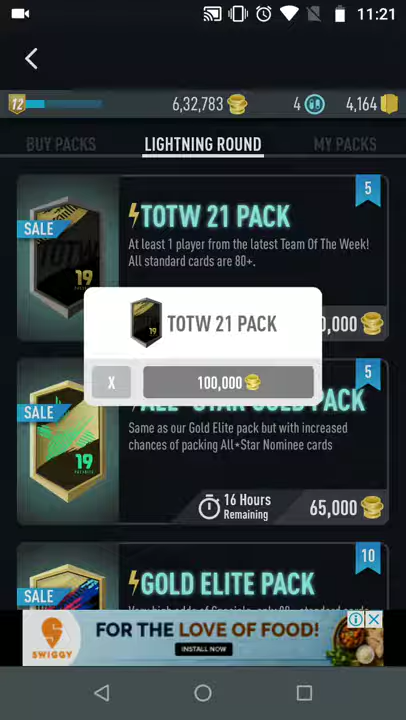 11:21
12
6,32,783
4
4,164
BUY PACKS
LIGHTNING ROUND
MY PACKS
5
SALE
TOTW 21 PACK
At least 1 player from the latest Team Of The Week!
All standard cards are 80+.
TOTW
19
0,000
TOTW 21 PACK
19
X
100,000
5
SALE
ALL-STAR GOLD PACK
Same as our Gold Elite pack but with increased
chances of packing All★Star Nominee cards
19
16 Hours
Remaining
65,000
10
SALE
GOLD ELITE PACK
SWIGGY
FOR THE LOVE OF FOOD!
INSTALL NOW